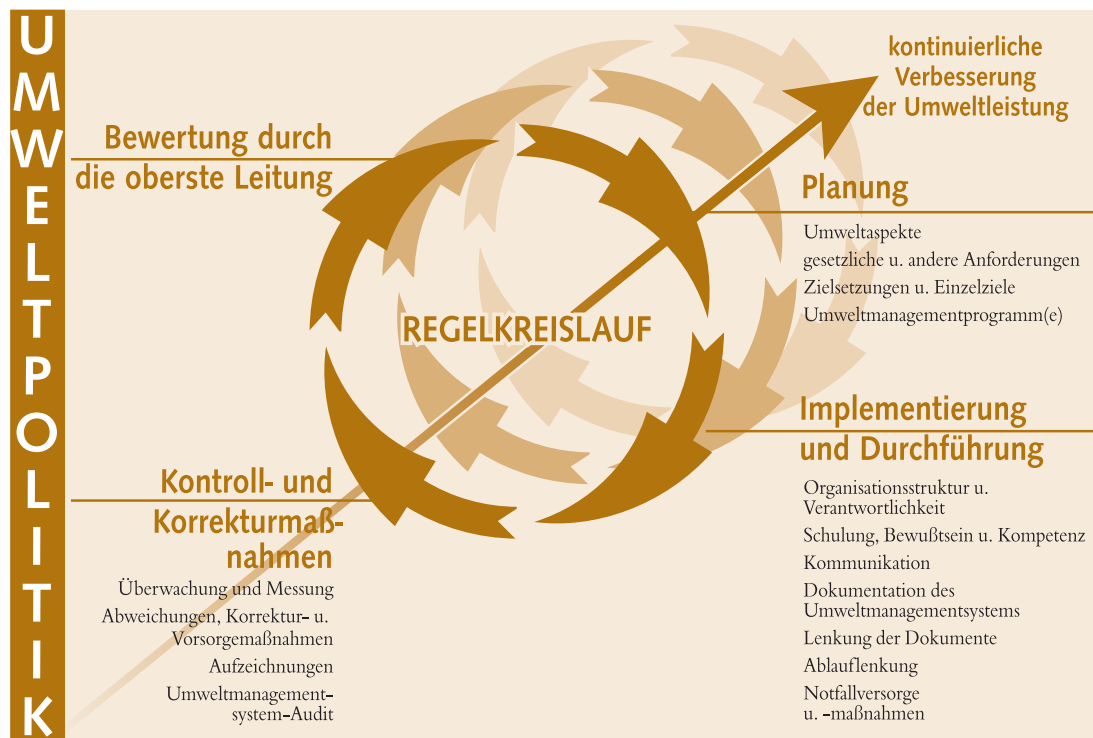 UMWELTPOLITIK
kontinuierliche
Verbesserung
der Umweltleistung
Bewertung durch
die oberste Leitung
Planung
Umweltaspekte
gesetzliche u. andere Anforderungen
Zielsetzungen u. Einzelziele
Umweltmanagementprogramm(e)
REGELKREISLAUF
Implementierung
und Durchführung
Organisationsstruktur u.
Verantwortlichkeit
Schulung, Bewußtsein u. Kompetenz
Kommunikation
Dokumentation des
Umweltmanagementsystems
Lenkung der Dokumente
Ablauflenkung
Notfallversorge
u. -maßnahmen
Kontroll- und
Korrekturmaß-
nahmen
Überwachung und Messung
Abweichungen, Korrektur- u.
Vorsorgemaßnahmen
Aufzeichnungen
Umweltmanagement-
system-Audit